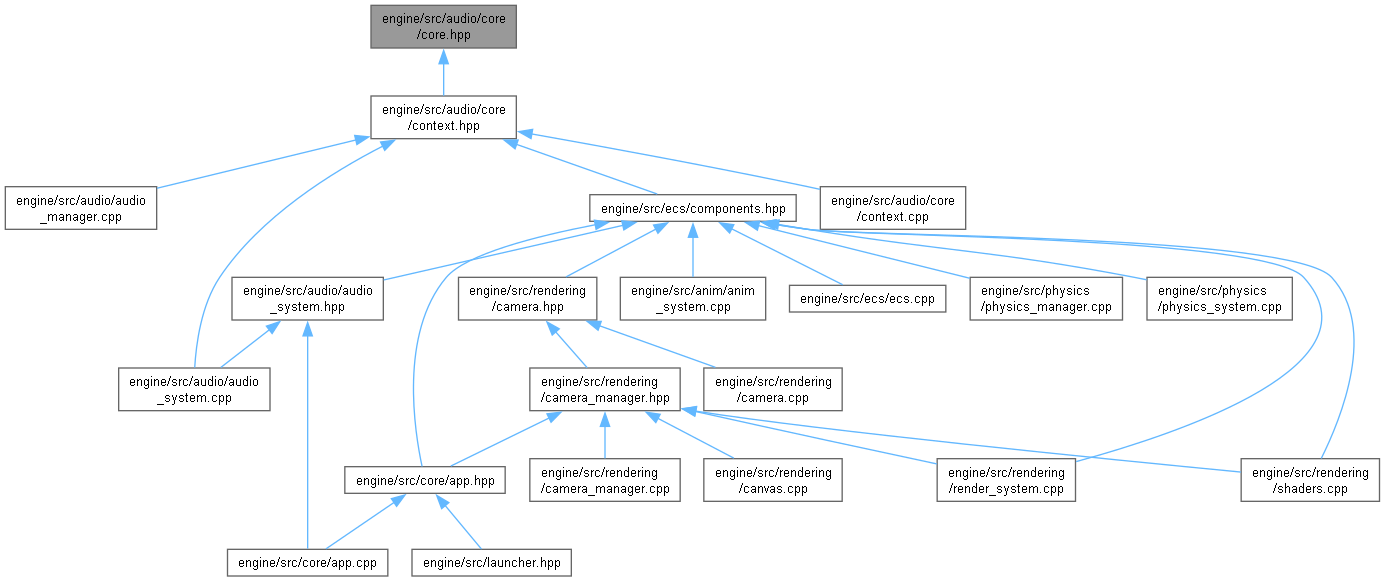 engine/src/audio/core
/core.hpp
engine/src/audio/core
/context.hpp
engine/src/audio/audio
_manager.cpp
engine/src/ecs/components.hpp
engine/src/audio/core
/context.cpp
engine/src/audio/audio
_system.hpp
engine/src/rendering
/camera.hpp
engine/src/anim/anim
_system.cpp
engine/src/ecs/ecs.cpp
engine/src/physics
/physics_manager.cpp
engine/src/physics
/physics_system.cpp
engine/src/audio/audio
_system.cpp
engine/src/rendering
/camera_manager.hpp
engine/src/rendering
/camera.cpp
engine/src/core/app.hpp
engine/src/rendering
/camera_manager.cpp
engine/src/rendering
/canvas.cpp
engine/src/rendering
/render_system.cpp
engine/src/rendering
/shaders.cpp
engine/src/core/app.cpp
engine/src/launcher.hpp